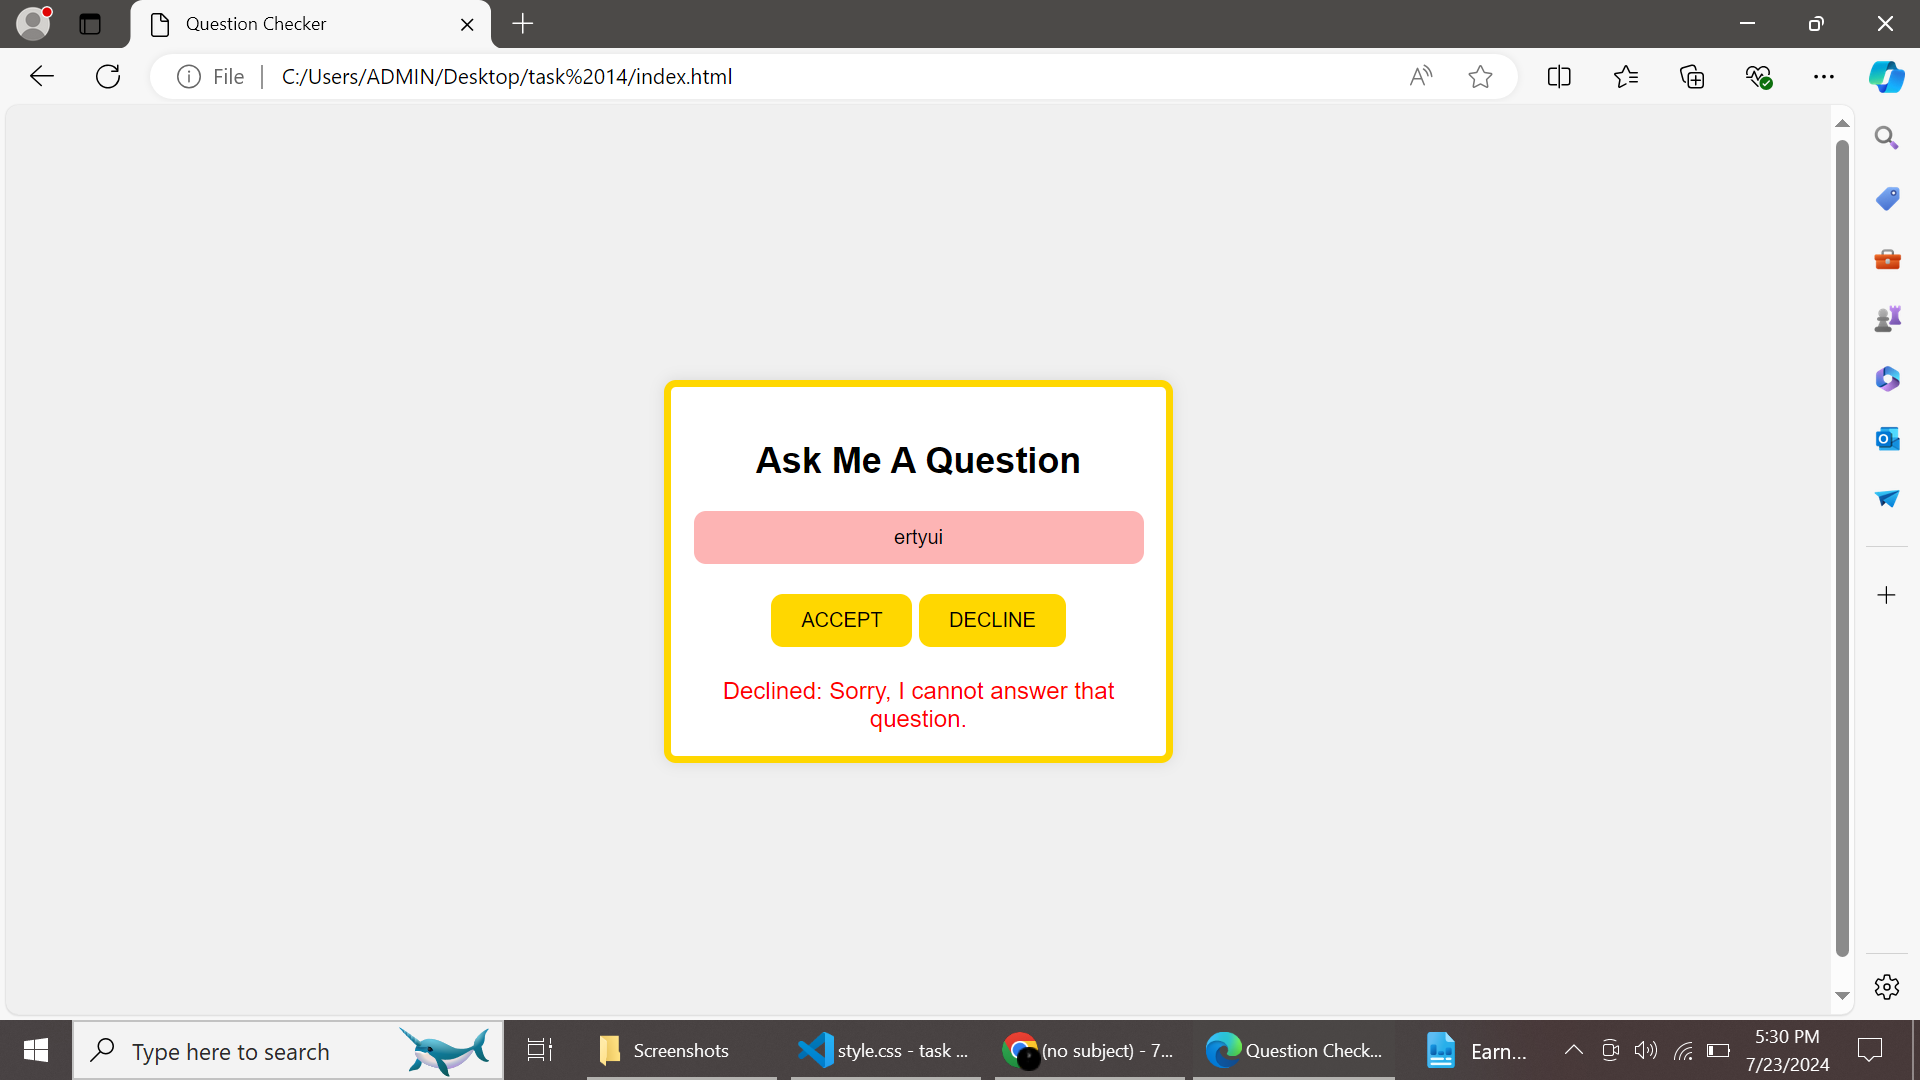 Question Checker
File
C:/Users/ADMIN/Desktop/task%2014/index.html
Ask Me A Question
ertyui
ACCEPT
DECLINE
Declined: Sorry, I cannot answer that
question.
Type here to search
Screenshots
style.css - task ...
(no subject) - 7...
Question Check...
Earn...
5:30 PM
7/23/2024